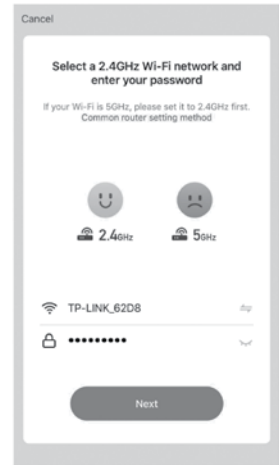 Cancel
Select a 2.4GHz Wi-Fi network and
enter your password
If your Wi-Fi is 5GHz, please set it to 2.4GHz first.
Common router setting method
2.4GHz
5GHz
TP-LINK_62D8
•••••••••
Next